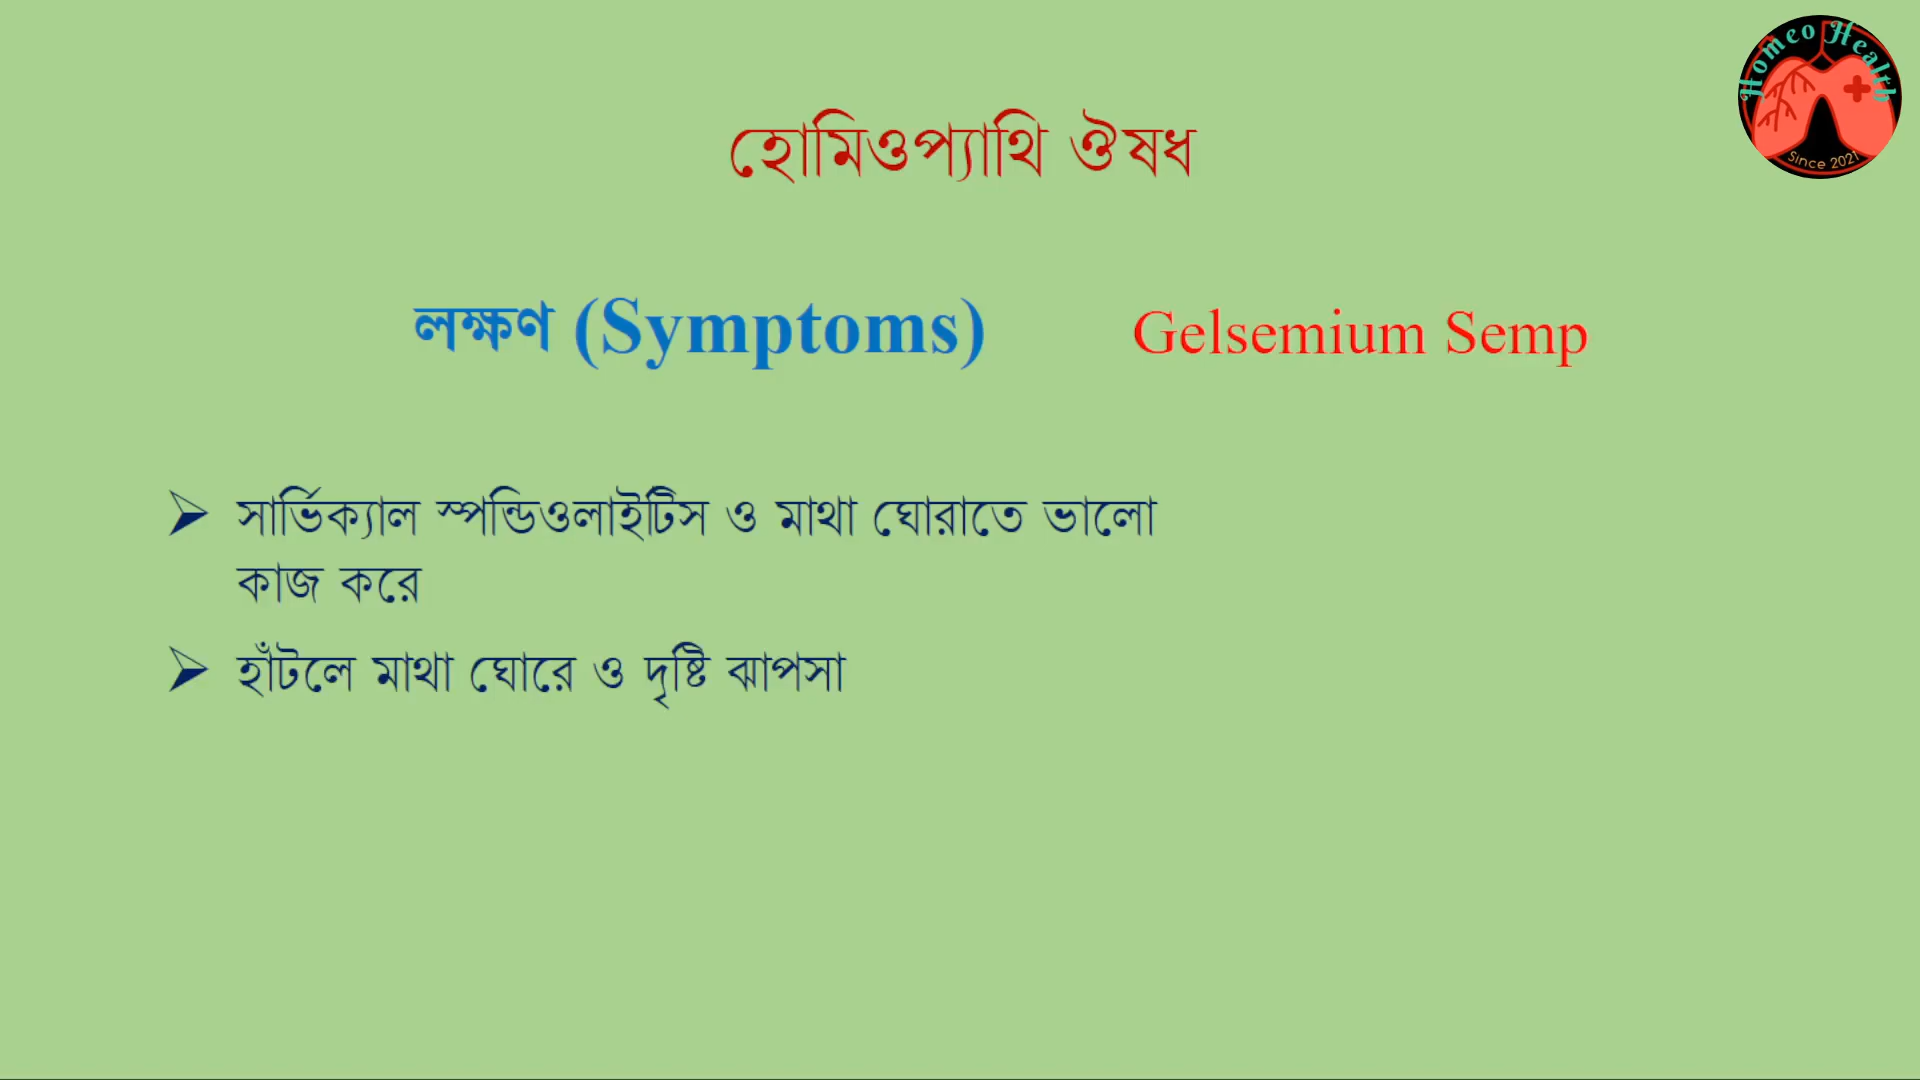 Homeo Health
Since 2021
হোমিওপ্যাথি ঔষধ
লক্ষণ (Symptoms) Gelsemium Semp
➢ সার্ভিক্যাল স্পন্ডিওলাইটিস ও মাথা ঘোরাতে ভালো
কাজ করে
➢ হাঁটলে মাথা ঘোরে ও দৃষ্টি ঝাপসা